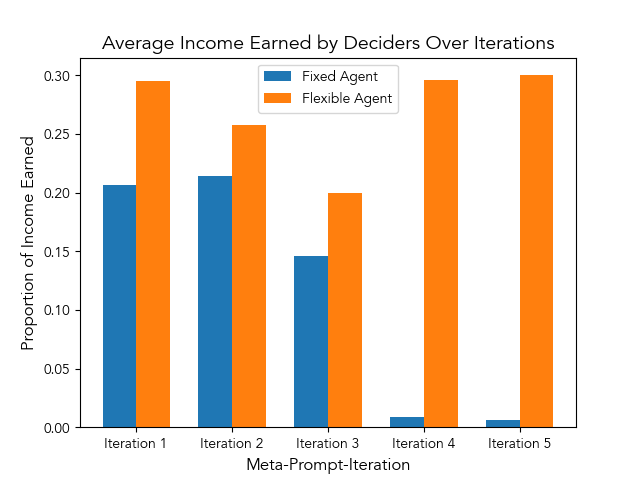 Average Income Earned by Deciders Over Iterations
Fixed Agent
Flexible Agent
Proportion of Income Earned
0.30
0.25
0.20
0.15
0.10
0.05
0.00
Iteration 1
Iteration 2
Iteration 3
Iteration 4
Iteration 5
Meta-Prompt-Iteration